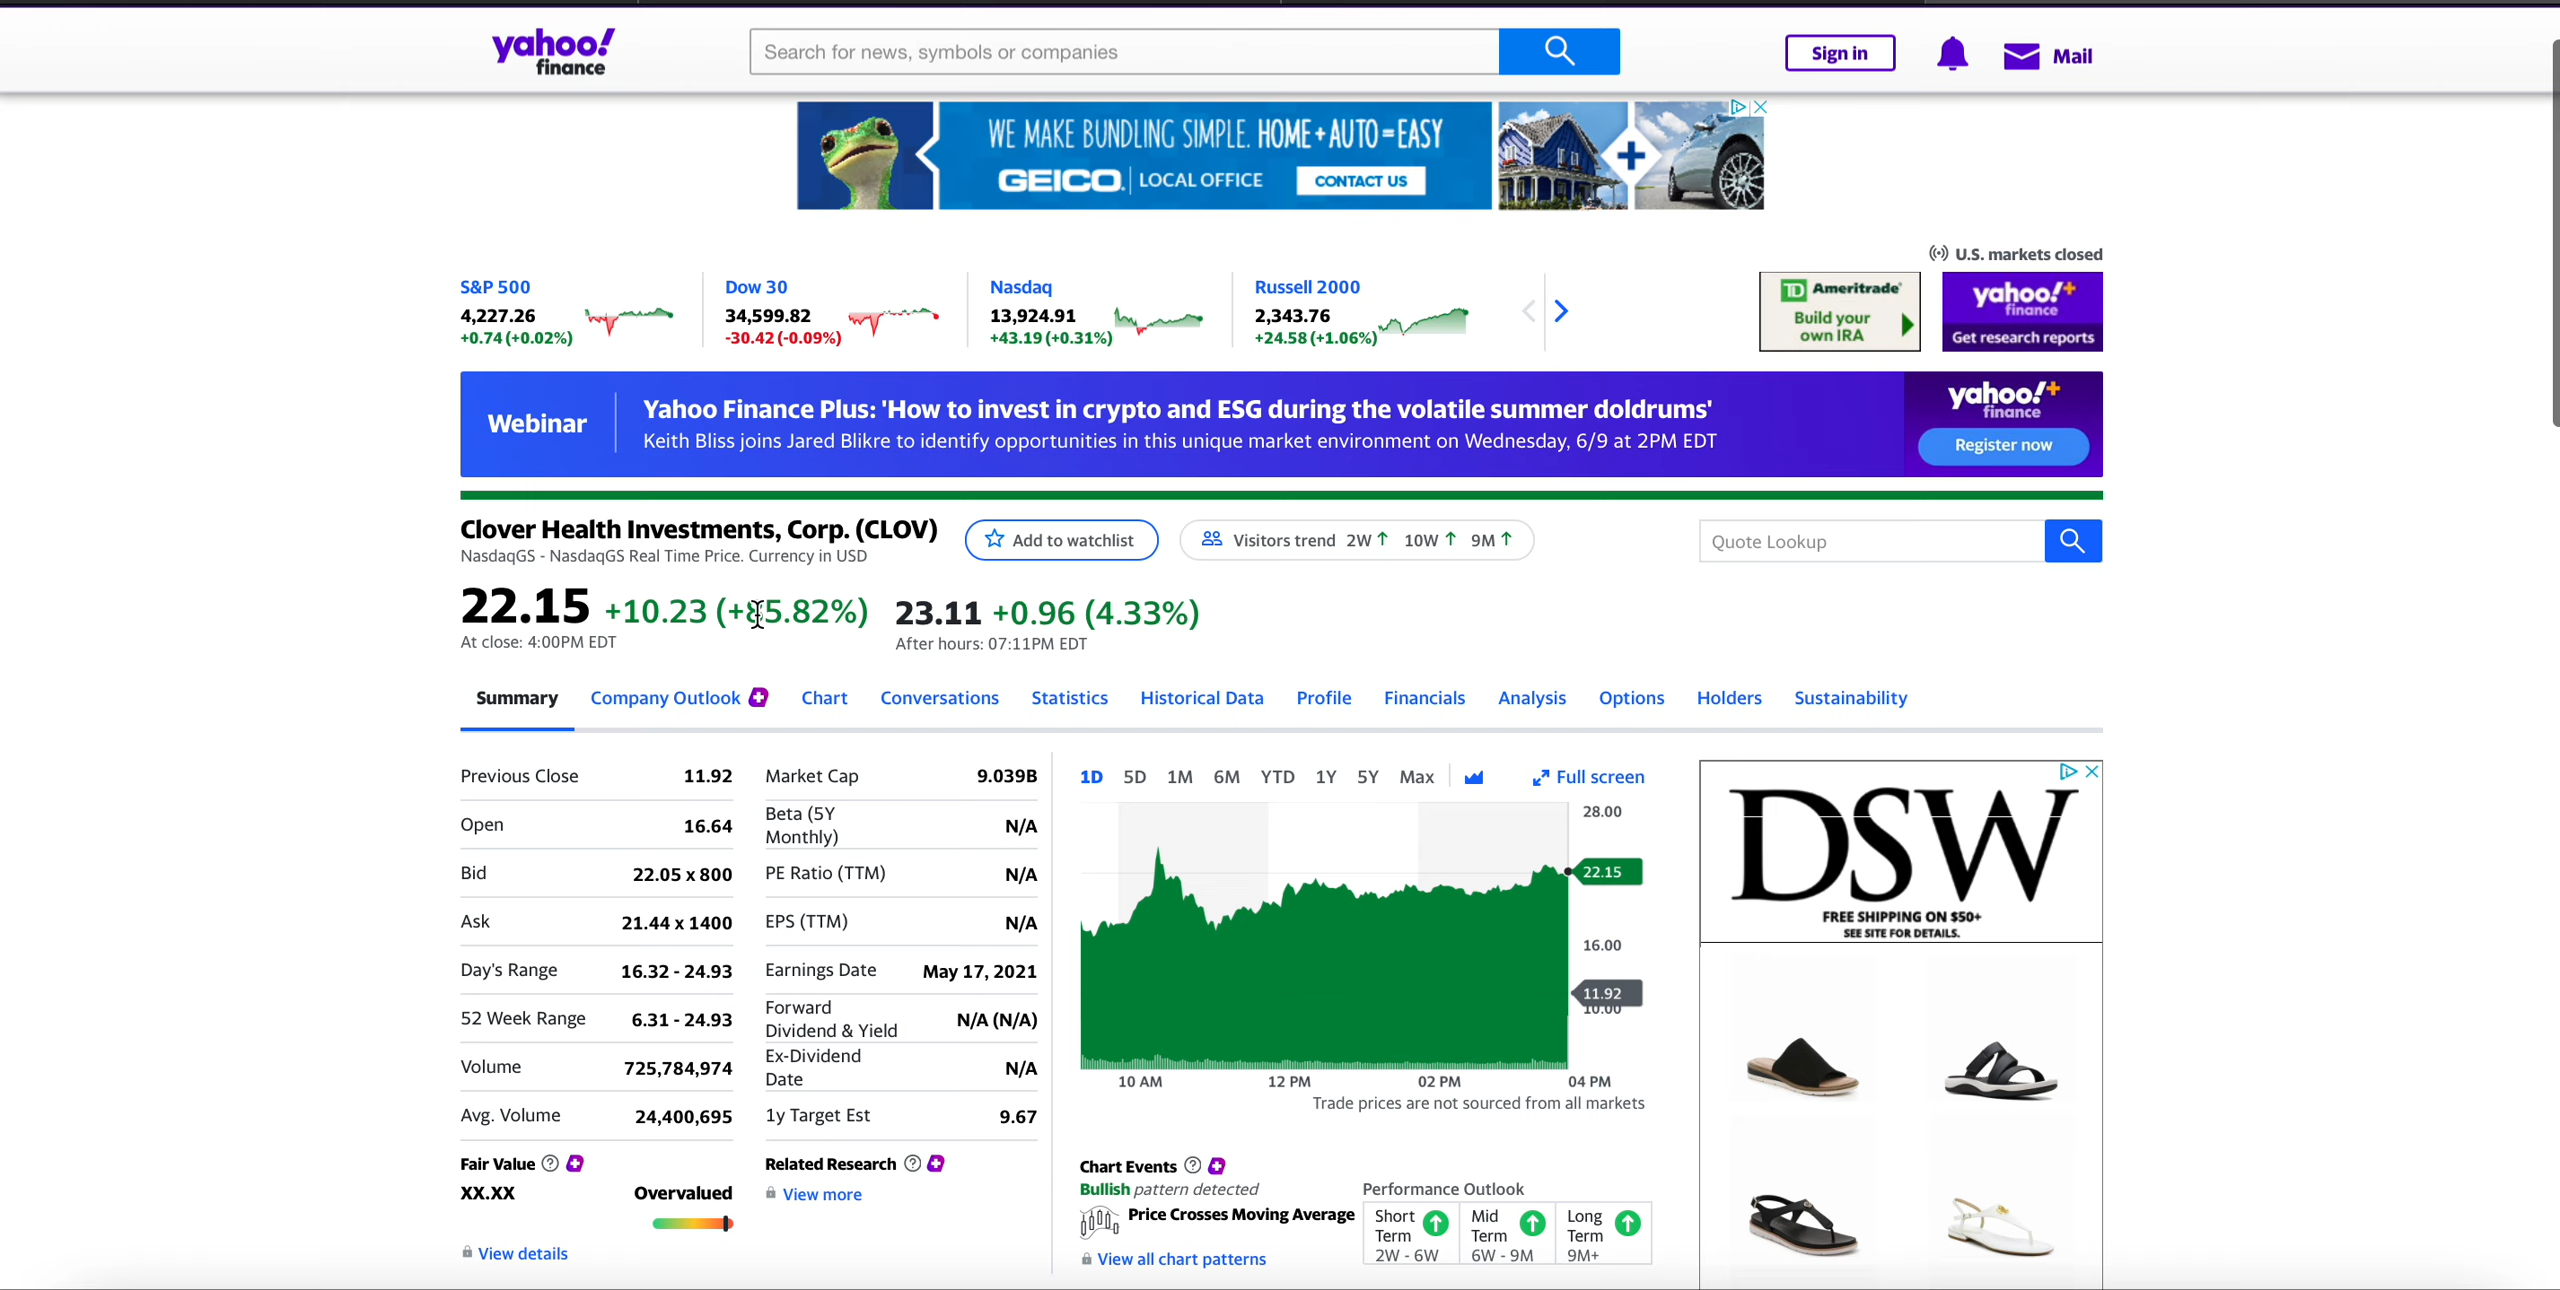 yahoo!
finance
Search for news, symbols or companies
Sign in
Mail
WE MAKE BUNDLING SIMPLE. HOME + AUTO = EASY
GEICO. LOCAL OFFICE CONTACT US
U.S. markets closed
S&P 500
4,227.26
+0.74 (+0.02%)
Dow 30
34,599.82
-30.42 (-0.09%)
Nasdaq
13,924.91
+43.19 (+0.31%)
Russell 2000
2,343.76
+24.58 (+1.06%)
TD Ameritrade
Build your
own IRA
yahoo!+
finance
Get research reports
Webinar
Yahoo Finance Plus: 'How to invest in crypto and ESG during the volatile summer doldrums'
Keith Bliss joins Jared Blikre to identify opportunities in this unique market environment on Wednesday, 6/9 at 2PM EDT
yahoo!+
finance
Register now
Clover Health Investments, Corp. (CLOV)
NasdaqGS - NasdaqGS Real Time Price. Currency in USD
Add to watchlist
Visitors trend 2W↑ 10W↑ 9M↑
Quote Lookup
22.15 +10.23 (+85.82%)
At close: 4:00PM EDT
23.11 +0.96 (4.33%)
After hours: 07:11PM EDT
Summary Company Outlook Chart Conversations Statistics Historical Data Profile Financials Analysis Options Holders Sustainability
Previous Close 11.92
Open 16.64
Bid 22.05 x 800
Ask 21.44 x 1400
Day's Range 16.32 - 24.93
52 Week Range 6.31 - 24.93
Volume 725,784,974
Avg. Volume 24,400,695
Market Cap 9.039B
Beta (5Y
Monthly) N/A
PE Ratio (TTM) N/A
EPS (TTM) N/A
Earnings Date May 17, 2021
Forward
Dividend & Yield N/A (N/A)
Ex-Dividend
Date N/A
1y Target Est 9.67
Fair Value
XX.XX Overvalued
View details
Related Research
View more
1D 5D 1M 6M YTD 1Y 5Y Max Full screen
28.00
22.15
16.00
11.92
10.00
10 AM 12 PM 02 PM 04 PM
Trade prices are not sourced from all markets
Chart Events
Bullish pattern detected
Price Crosses Moving Average
View all chart patterns
Performance Outlook
Short
Term
2W - 6W
Mid
Term
6W - 9M
Long
Term
9M+
DSW
FREE SHIPPING ON $50+
SEE SITE FOR DETAILS.